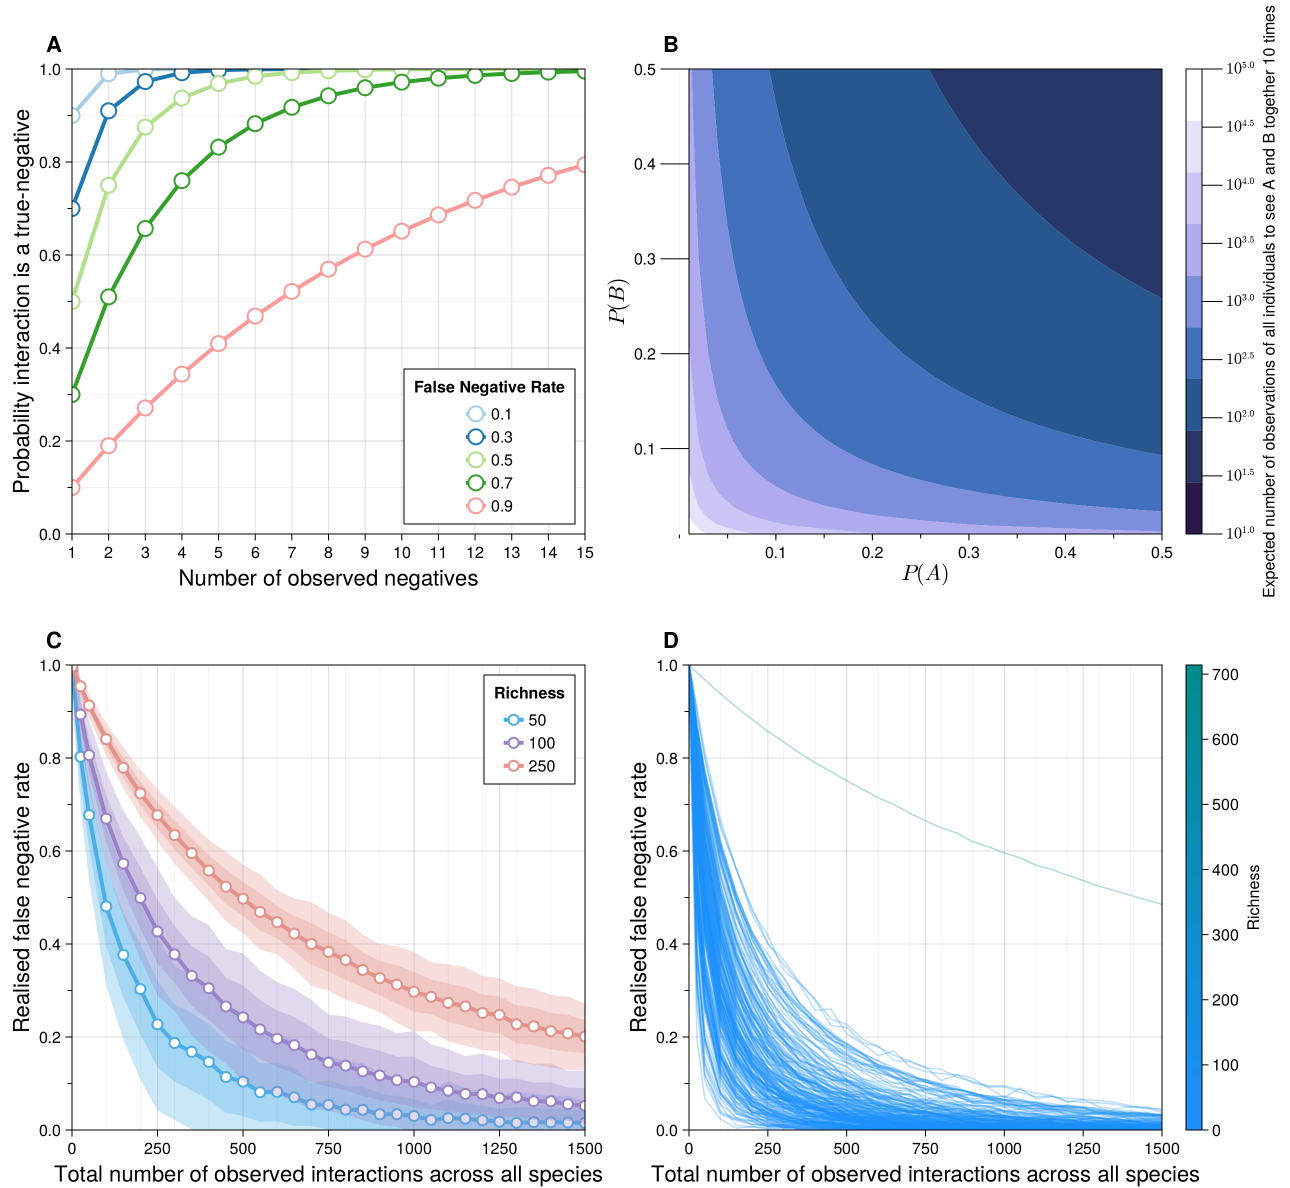 A
Probability interaction is a true-negative
1.0
0.8
0.6
0.4
0.2
0.0
1 2 3 4 5 6 7 8 9 10 11 12 13 14 15
Number of observed negatives
False Negative Rate
0.1
0.3
0.5
0.7
0.9
B
P(B)
0.5
0.4
0.3
0.2
0.1
0.1 0.2 0.3 0.4 0.5
P(A)
10^5.0
10^4.5
10^4.0
10^3.5
10^3.0
10^2.5
10^2.0
10^1.5
10^1.0
Expected number of observations of all individuals to see A and B together 10 times
C
Realised false negative rate
1.0
0.8
0.6
0.4
0.2
0.0
0 250 500 750 1000 1250 1500
Total number of observed interactions across all species
Richness
50
100
250
D
Realised false negative rate
1.0
0.8
0.6
0.4
0.2
0.0
0 250 500 750 1000 1250 1500
Total number of observed interactions across all species
700
600
500
400
300
200
100
0
Richness